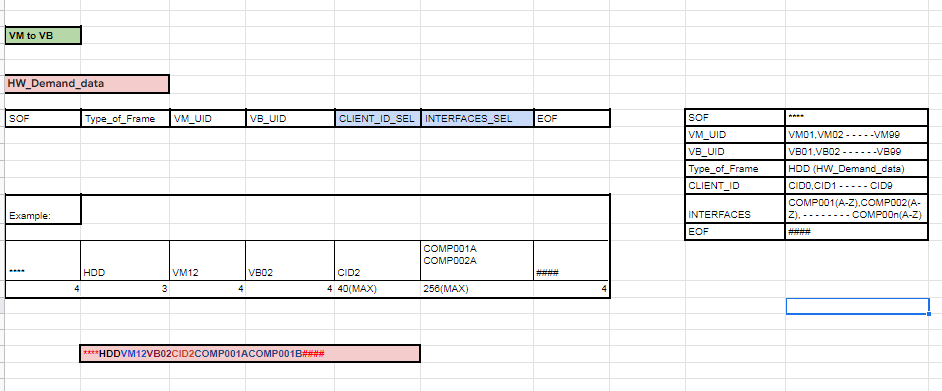 VM to VB
HW_Demand_data
SOF Type_of_Frame VM_UID VB_UID CLIENT_ID_SEL INTERFACES_SEL EOF
Example:
COMP001A
COMP002A
**** HDD VM12 VB02 CID2 ####
4 3 4 4 40(MAX) 256(MAX) 4
****HDDVM12VB02CID2COMP001ACOMP001B####
SOF ****
VM_UID VM01,VM02 - - - - -VM99
VB_UID VB01,VB02 - - - - - -VB99
Type_of_Frame HDD (HW_Demand_data)
CLIENT_ID CID0,CID1 - - - - - CID9
COMP001(A-Z),COMP002(A-
INTERFACES Z), - - - - - - - - COMP00n(A-Z)
EOF ####